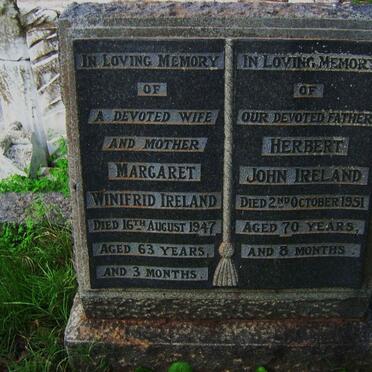 IN LOVING MEMORY
OF
A DEVOTED WIFE
AND MOTHER
MARGARET
WINIFRID IRELAND
DIED 16TH AUGUST 1947
AGED 63 YEARS,
AND 3 MONTHS
IN LOVING MEMORY
OF
OUR DEVOTED FATHER
HERBERT
JOHN IRELAND
DIED 2ND OCTOBER 1951
AGED 70 YEARS,
AND 8 MONTHS